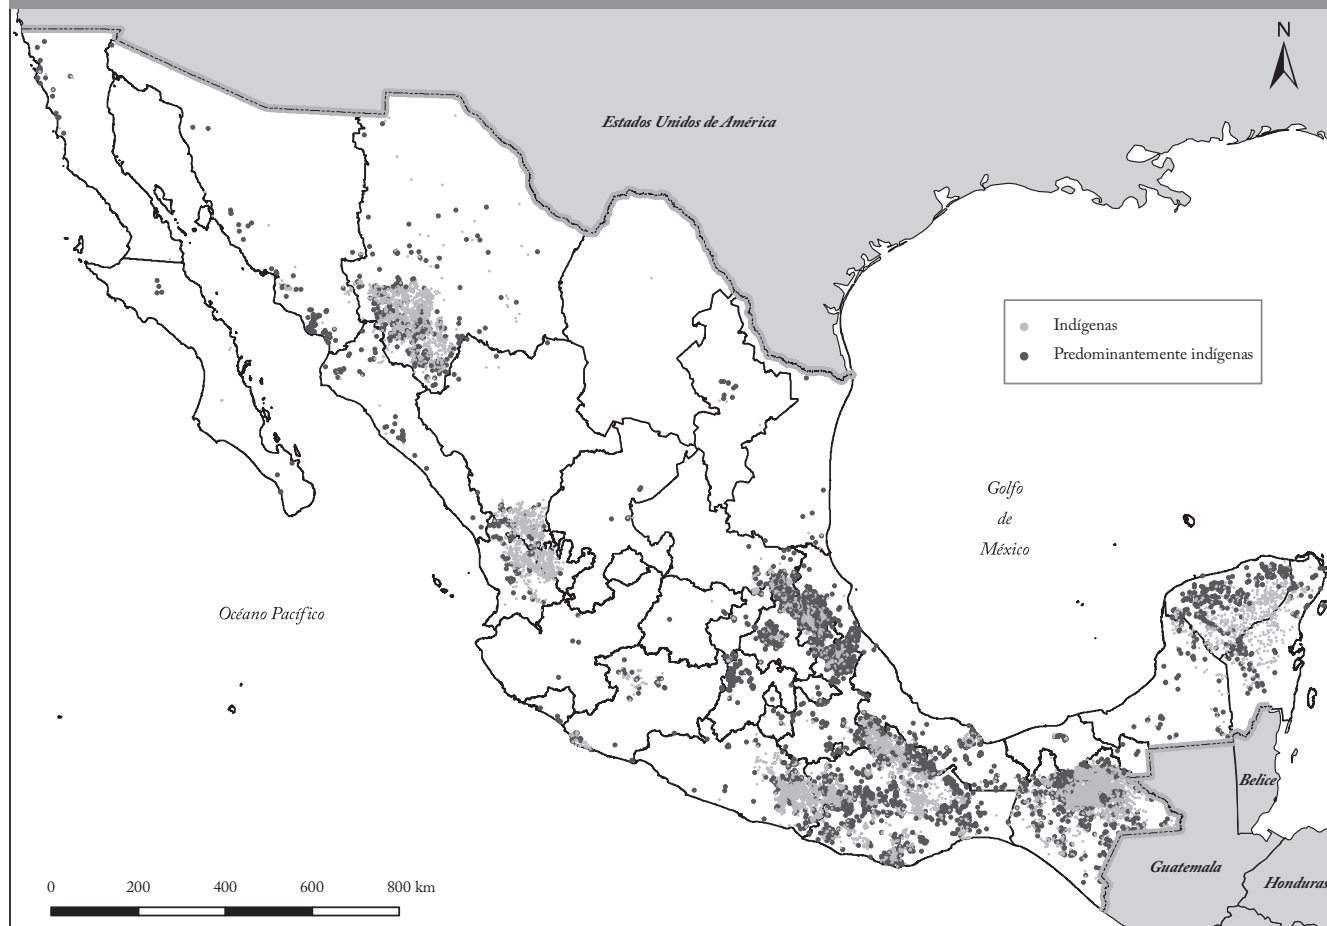 N
Estados Unidos de América
Indígenas
Predominantemente indígenas
Golfo
de
México
Océano Pacífico
Belice
Guatemala
Honduras
0 200 400 600 800 km